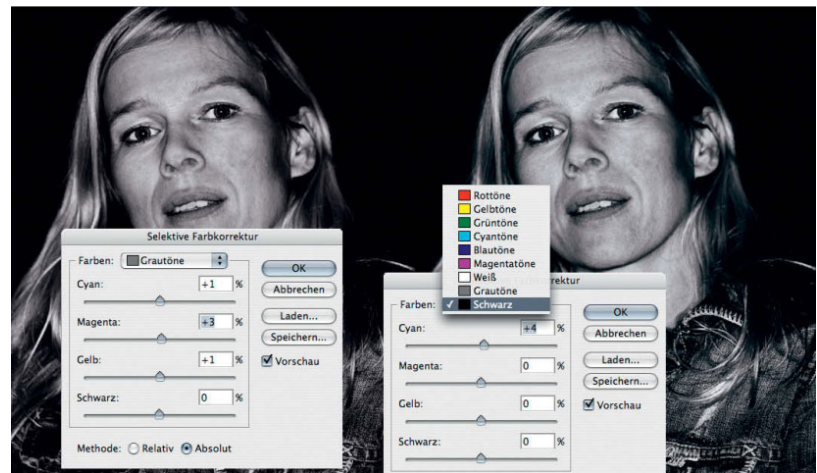 Selektive Farbkorrektur
Farben: Grautöne
Cyan: +1 %
Magenta: +3 %
Gelb: +1 %
Schwarz: 0 %
Methode: Relativ Absolut
OK
Abbrechen
Laden...
Speichern...
Vorschau
Rottöne
Gelbtöne
Grüntöne
Cyantöne
Blautöne
Magentatöne
Weiß
Grautöne
✓ Schwarz
Farben:
Cyan: +4 %
Magenta: 0 %
Gelb: 0 %
Schwarz: 0 %
OK
Abbrechen
Laden...
Speichern...
Vorschau